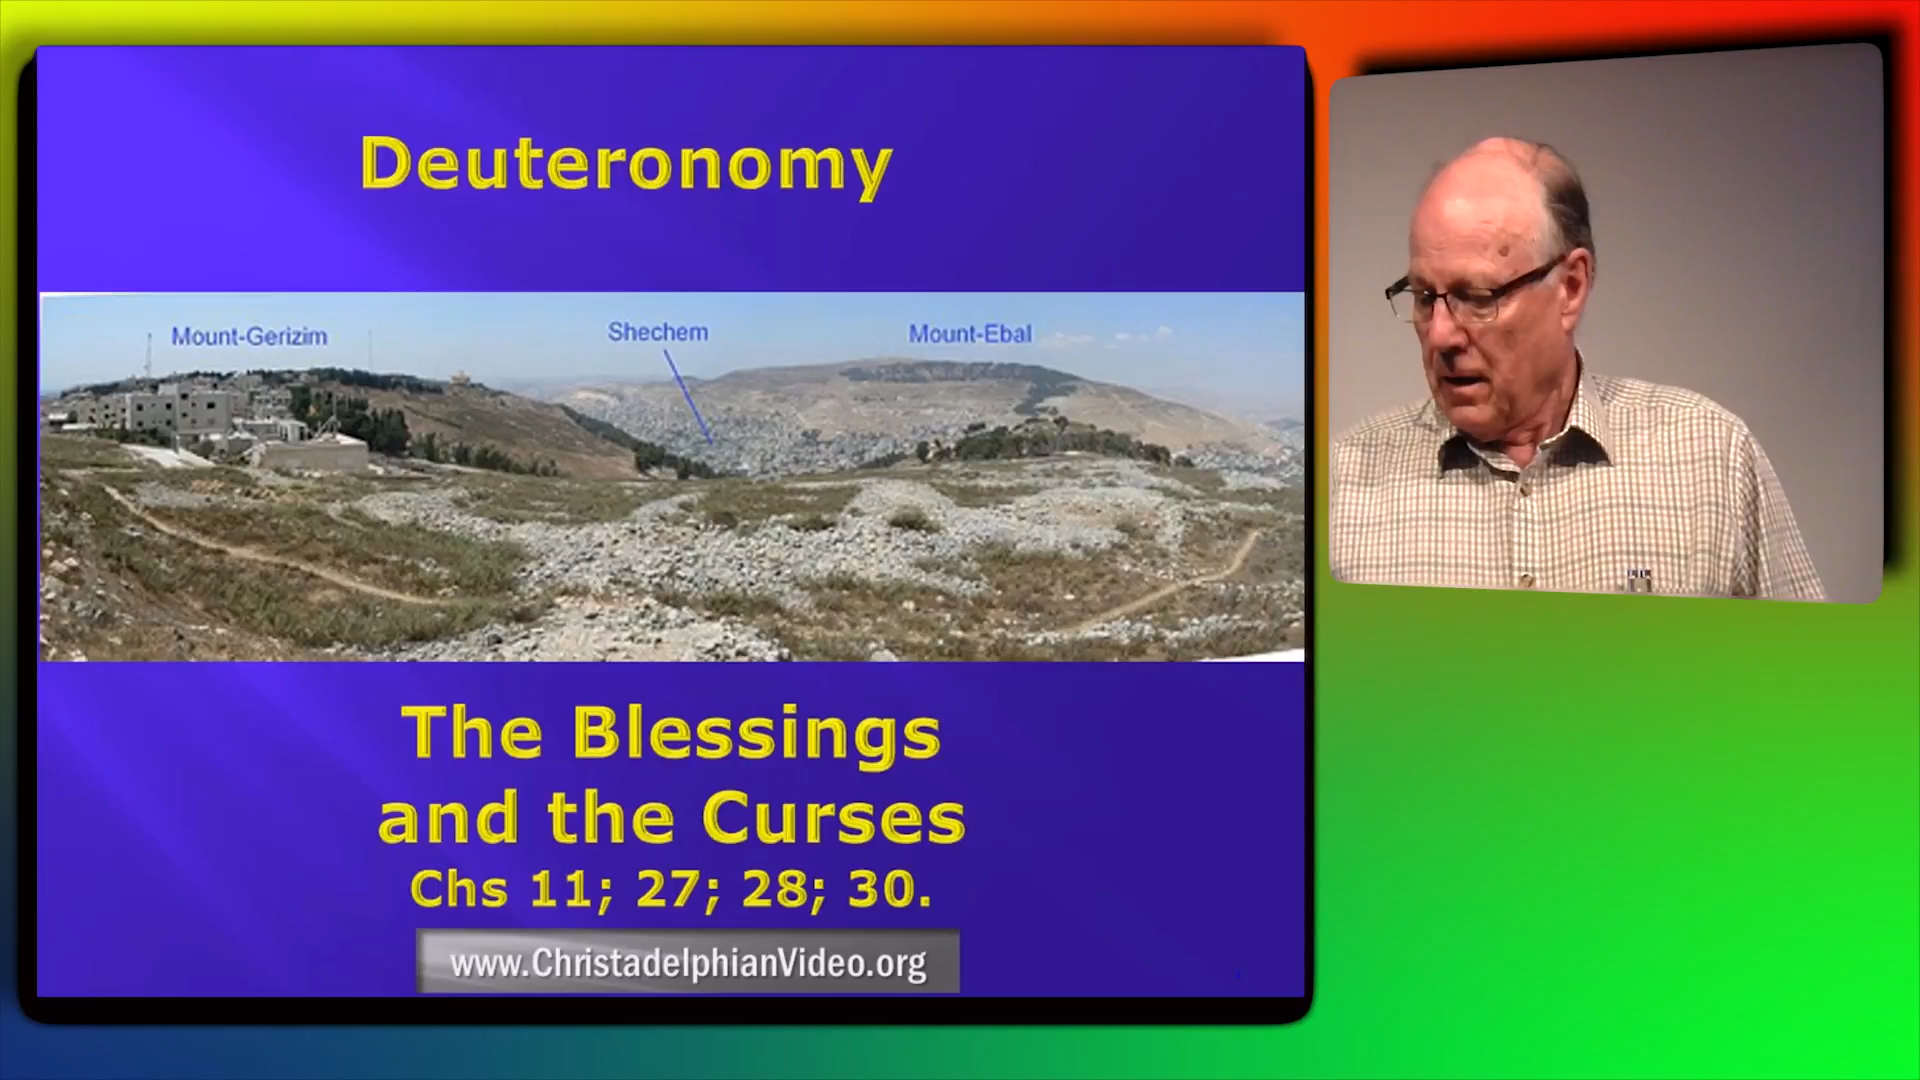 Deuteronomy
Mount-Gerizim
Shechem
Mount-Ebal
The Blessings
and the Curses
Chs 11; 27; 28; 30.
www.ChristadelphianVideo.org